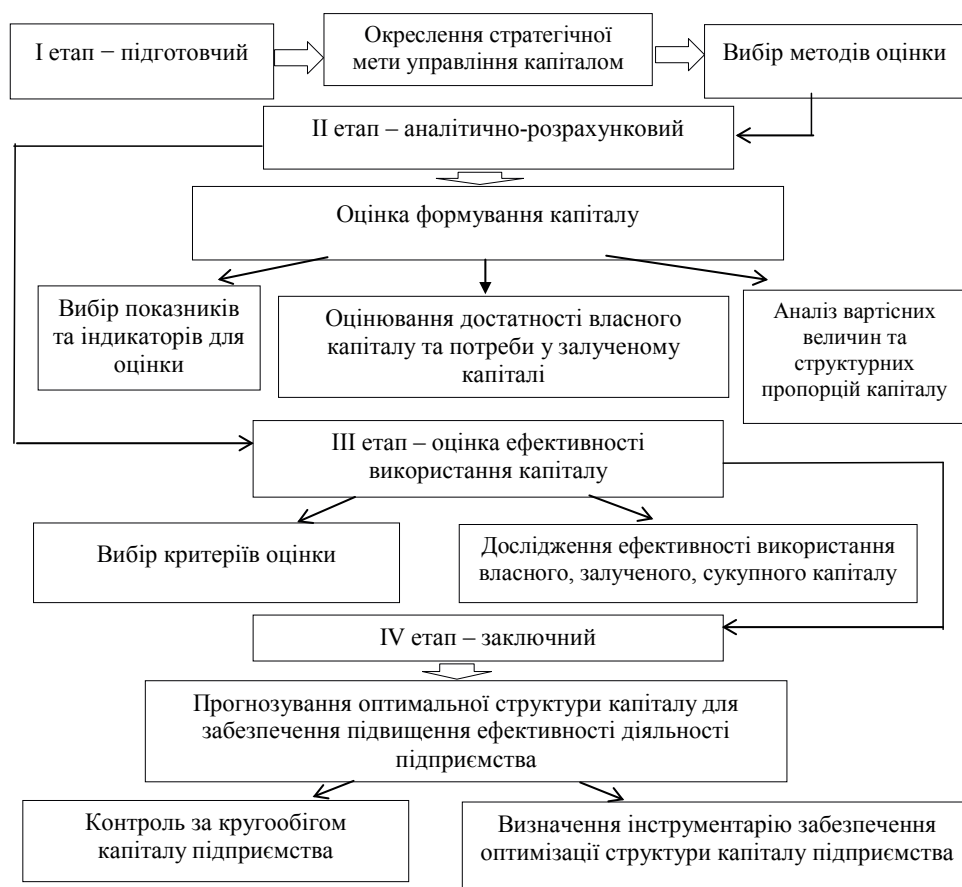 І етап − підготовчий
Окреслення стратегічної
мети управління капіталом
Вибір методів оцінки
ІІ етап – аналітично-розрахунковий
Оцінка формування капіталу
Вибір показників
та індикаторів для
оцінки
Оцінювання достатності власного
капіталу та потреби у залученому
капіталі
Аналіз вартісних
величин та
структурних
пропорцій капіталу
ІІІ етап – оцінка ефективності
використання капіталу
Вибір критеріїв оцінки
Дослідження ефективності використання
власного, залученого, сукупного капіталу
IV етап – заключний
Прогнозування оптимальної структури капіталу для
забезпечення підвищення ефективності діяльності
підприємства
Контроль за кругообігом
капіталу підприємства
Визначення інструментарію забезпечення
оптимізації структури капіталу підприємства